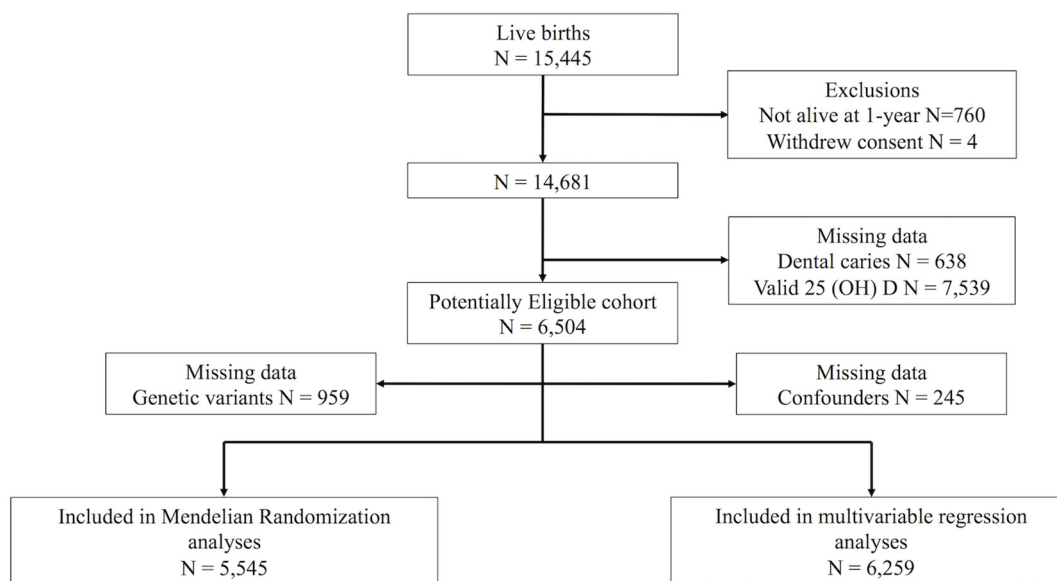 Live births
N = 15,445
Exclusions
Not alive at 1-year N=760
Withdrew consent N = 4
N = 14,681
Missing data
Dental caries N = 638
Valid 25 (OH) D N = 7,539
Potentially Eligible cohort
N = 6,504
Missing data
Genetic variants N = 959
Missing data
Confounders N = 245
Included in Mendelian Randomization
analyses
N = 5,545
Included in multivariable regression
analyses
N = 6,259